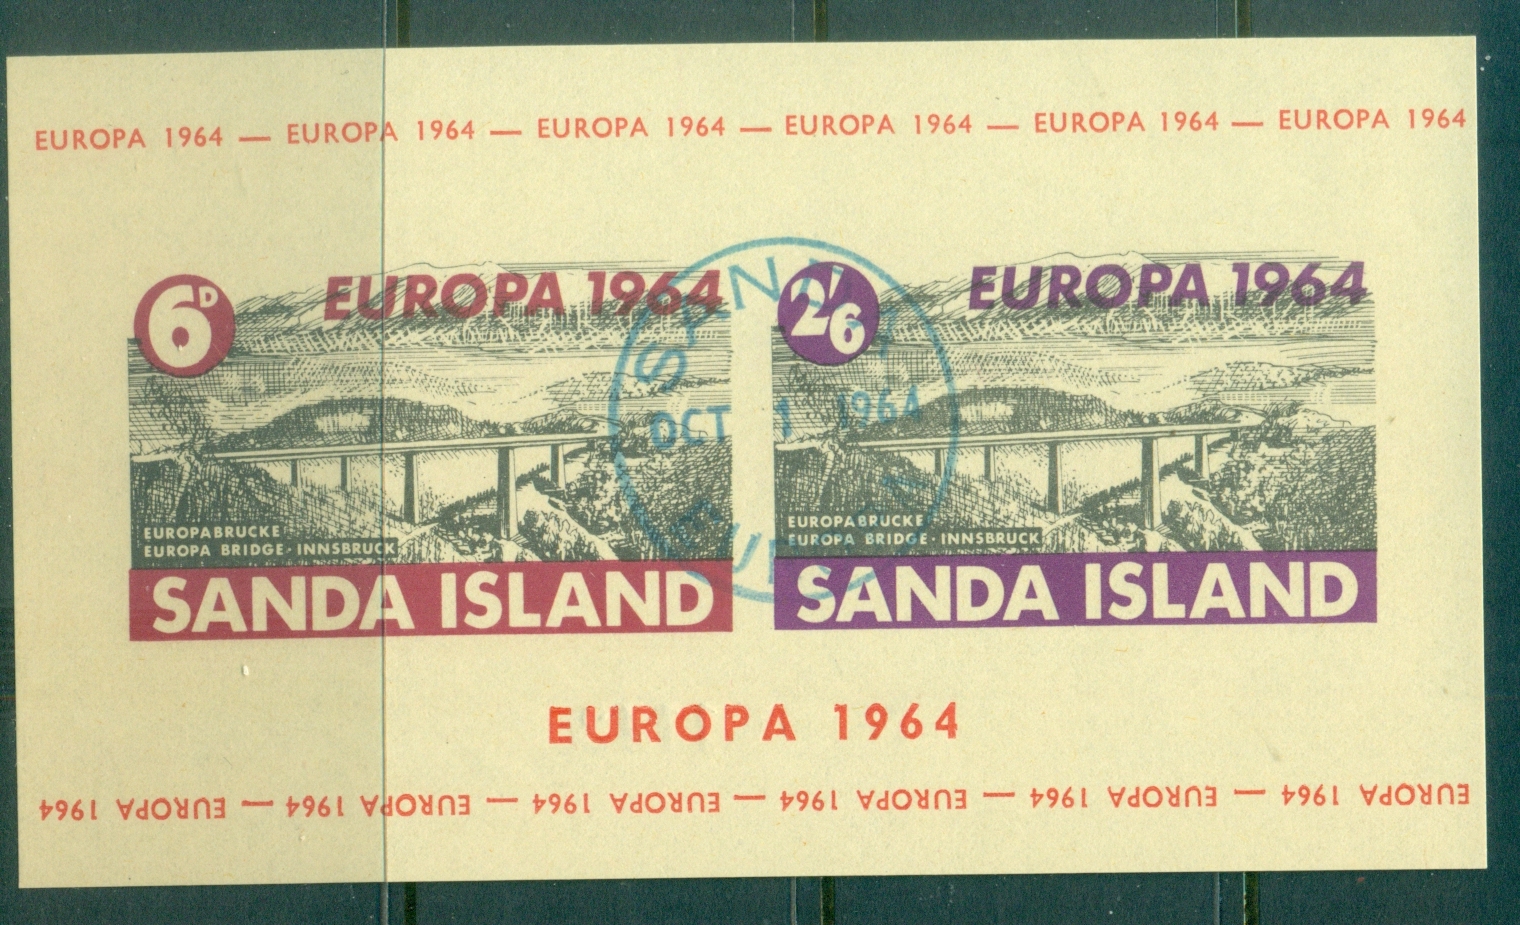 EUROPA 1964 — EUROPA 1964 — EUROPA 1964 — EUROPA 1964 — EUROPA 1964 — EUROPA 1964
6D
EUROPA 1964
EUROPABRUCKE
EUROPA BRIDGE · INNSBRUCK
SANDA ISLAND
2/6
EUROPA 1964
EUROPABRUCKE
EUROPA BRIDGE · INNSBRUCK
SANDA ISLAND
SANDA
OCT 1 1964
EUROPA 1964
EUROPA 1964 — EUROPA 1964 — EUROPA 1964 — EUROPA 1964 — EUROPA 1964 — EUROPA 1964